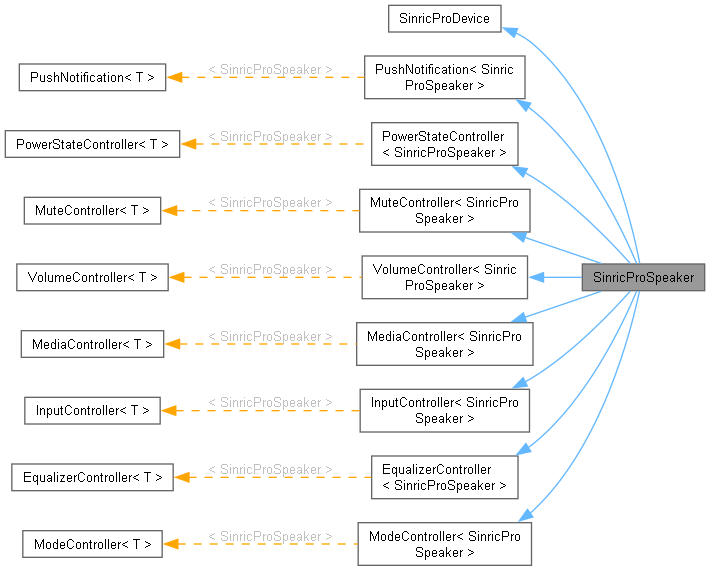 SinricProDevice
PushNotification< T >
< SinricProSpeaker >
PushNotification< Sinric
ProSpeaker >
PowerStateController< T >
< SinricProSpeaker >
PowerStateController
< SinricProSpeaker >
MuteController< T >
< SinricProSpeaker >
MuteController< SinricPro
Speaker >
VolumeController< T >
< SinricProSpeaker >
VolumeController< Sinric
ProSpeaker >
SinricProSpeaker
MediaController< T >
< SinricProSpeaker >
MediaController< SinricPro
Speaker >
InputController< T >
< SinricProSpeaker >
InputController< SinricPro
Speaker >
EqualizerController< T >
< SinricProSpeaker >
EqualizerController
< SinricProSpeaker >
ModeController< T >
< SinricProSpeaker >
ModeController< SinricPro
Speaker >